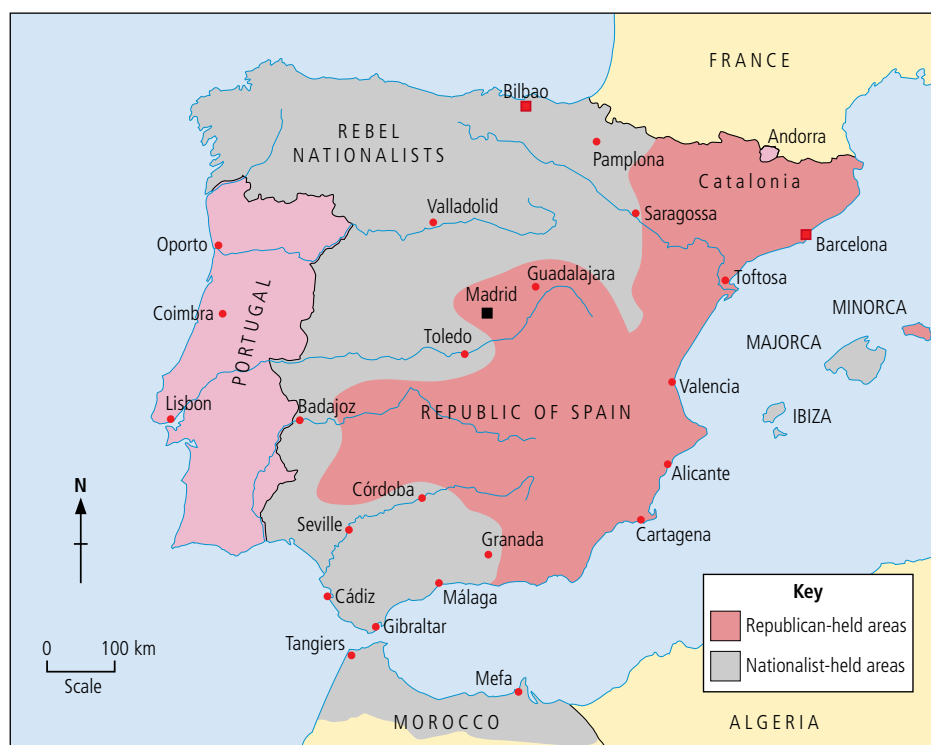 FRANCE
Bilbao
REBEL
NATIONALISTS
Andorra
Pamplona
Catalonia
Valladolid
Saragossa
Oporto
Barcelona
Guadalajara
Toftosa
Madrid
MINORCA
Coimbra
PORTUGAL
Toledo
MAJORCA
Valencia
Lisbon
Badajoz
REPUBLIC OF SPAIN
IBIZA
Alicante
N
Córdoba
Seville
Cartagena
Granada
Key
Cádiz
Málaga
Republican-held areas
Gibraltar
Tangiers
0 100 km
Nationalist-held areas
Scale
Mefa
MOROCCO
ALGERIA